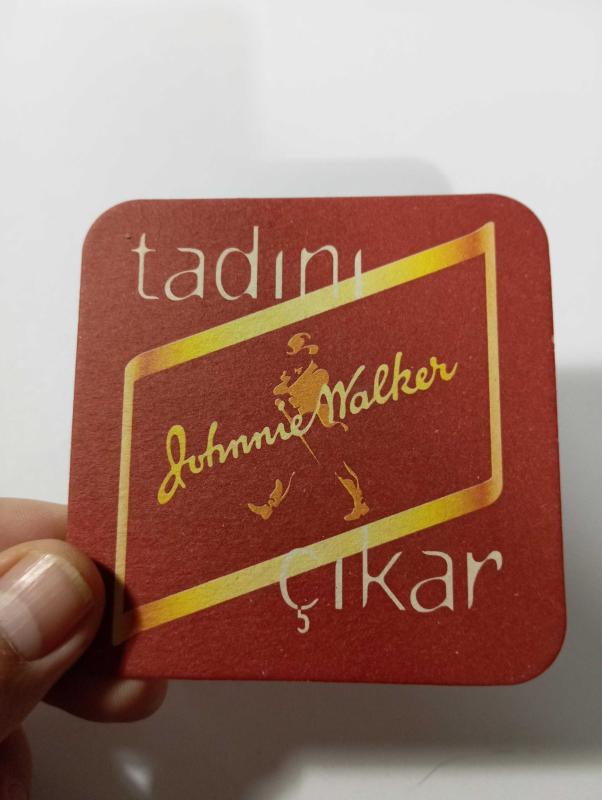 tadını
Johnnie Walker
çıkar